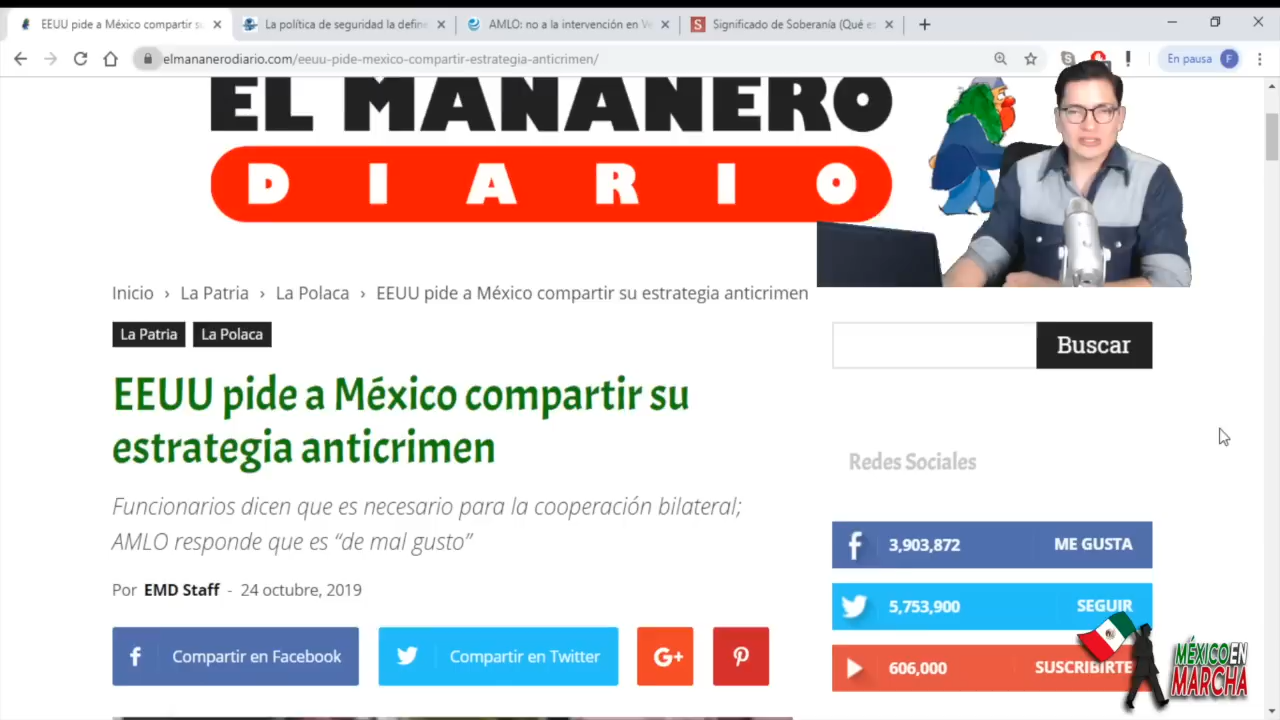 EEUU pide a México compartir su
La política de seguridad la define
AMLO: no a la intervención en Ve
Significado de Soberanía (Qué es
elmananerodiario.com/eeuu-pide-mexico-compartir-estrategia-anticrimen/
En pausa F
EL MANANERO
DIARIO
Inicio › La Patria › La Polaca › EEUU pide a México compartir su estrategia anticrimen
La Patria La Polaca
Buscar
EEUU pide a México compartir su
estrategia anticrimen
Redes Sociales
Funcionarios dicen que es necesario para la cooperación bilateral;
AMLO responde que es “de mal gusto”
3,903,872 ME GUSTA
Por EMD Staff - 24 octubre, 2019
5,753,900 SEGUIR
Compartir en Facebook
Compartir en Twitter
G+
606,000 SUSCRIBIRTE
MÉXICO EN
MARCHA